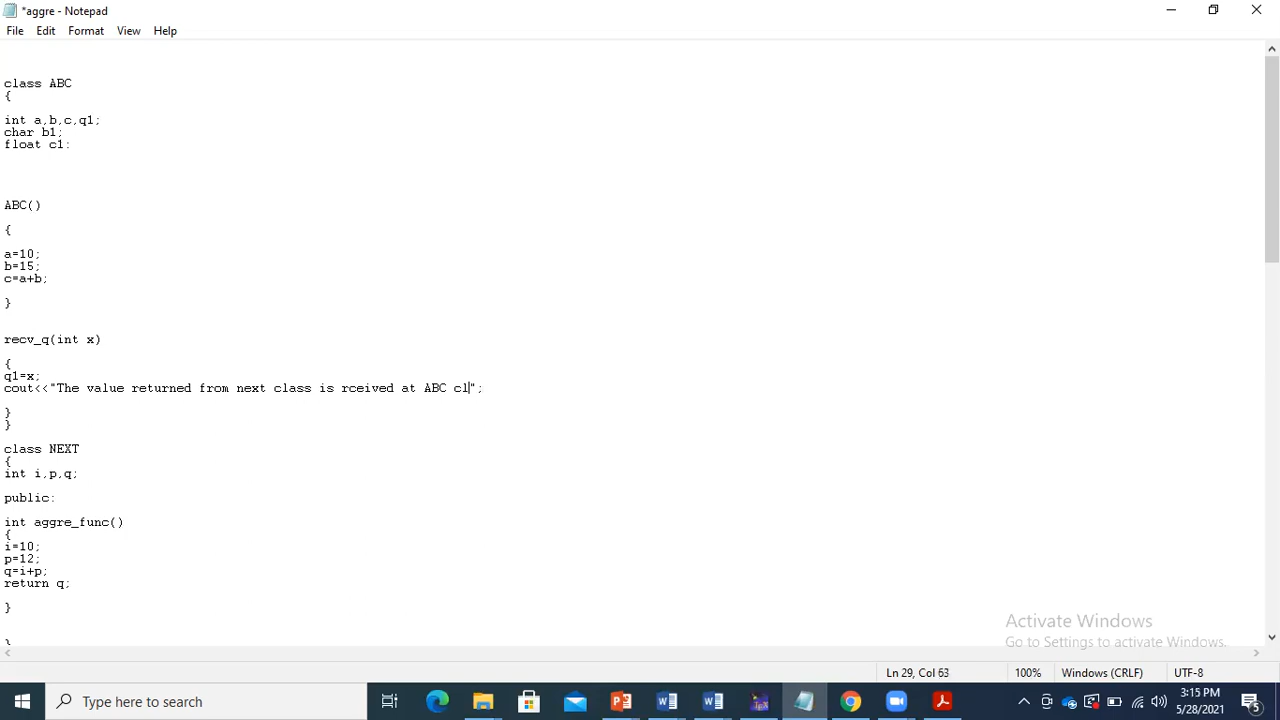 *aggre - Notepad
File Edit Format View Help
class ABC
{
int a,b,c,q1;
char b1;
float c1:
ABC()
{
a=10;
b=15;
c=a+b;
}
recv_q(int x)
{
q1=x;
cout<<"The value returned from next class is rceived at ABC cl";
}
}
class NEXT
{
int i,p,q;
public:
int aggre_func()
{
i=10;
p=12;
q=i+p;
return q;
}
}
Activate Windows
Go to Settings to activate Windows.
Ln 29, Col 63 100% Windows (CRLF) UTF-8
Type here to search
3:15 PM
5/28/2021
5